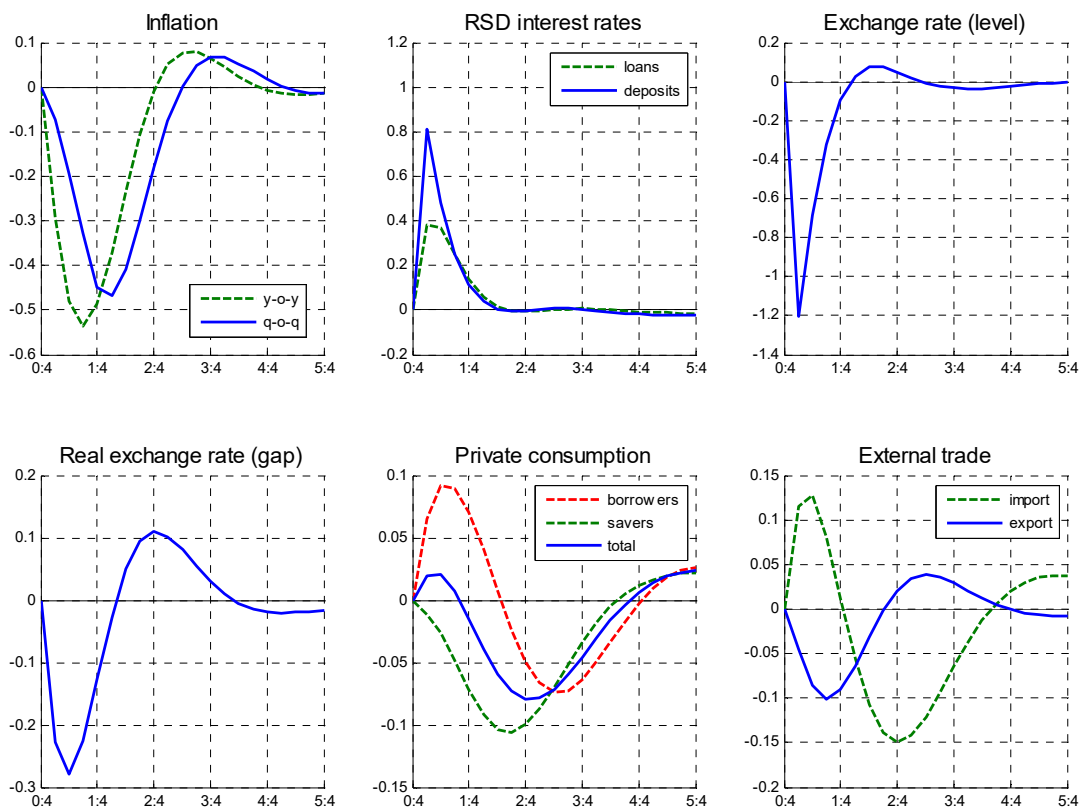 Inflation
0.1
0
-0.1
-0.2
-0.3
-0.4
-0.5
-0.6
0:4 1:4 2:4 3:4 4:4 5:4
y-o-y
q-o-q
RSD interest rates
1.2
1
0.8
0.6
0.4
0.2
0
-0.2
0:4 1:4 2:4 3:4 4:4 5:4
loans
deposits
Exchange rate (level)
0.2
0
-0.2
-0.4
-0.6
-0.8
-1
-1.2
-1.4
0:4 1:4 2:4 3:4 4:4 5:4
Real exchange rate (gap)
0.2
0.1
0
-0.1
-0.2
-0.3
0:4 1:4 2:4 3:4 4:4 5:4
Private consumption
0.1
0.05
0
-0.05
-0.1
-0.15
0:4 1:4 2:4 3:4 4:4 5:4
borrowers
savers
total
External trade
0.15
0.1
0.05
0
-0.05
-0.1
-0.15
-0.2
0:4 1:4 2:4 3:4 4:4 5:4
import
export